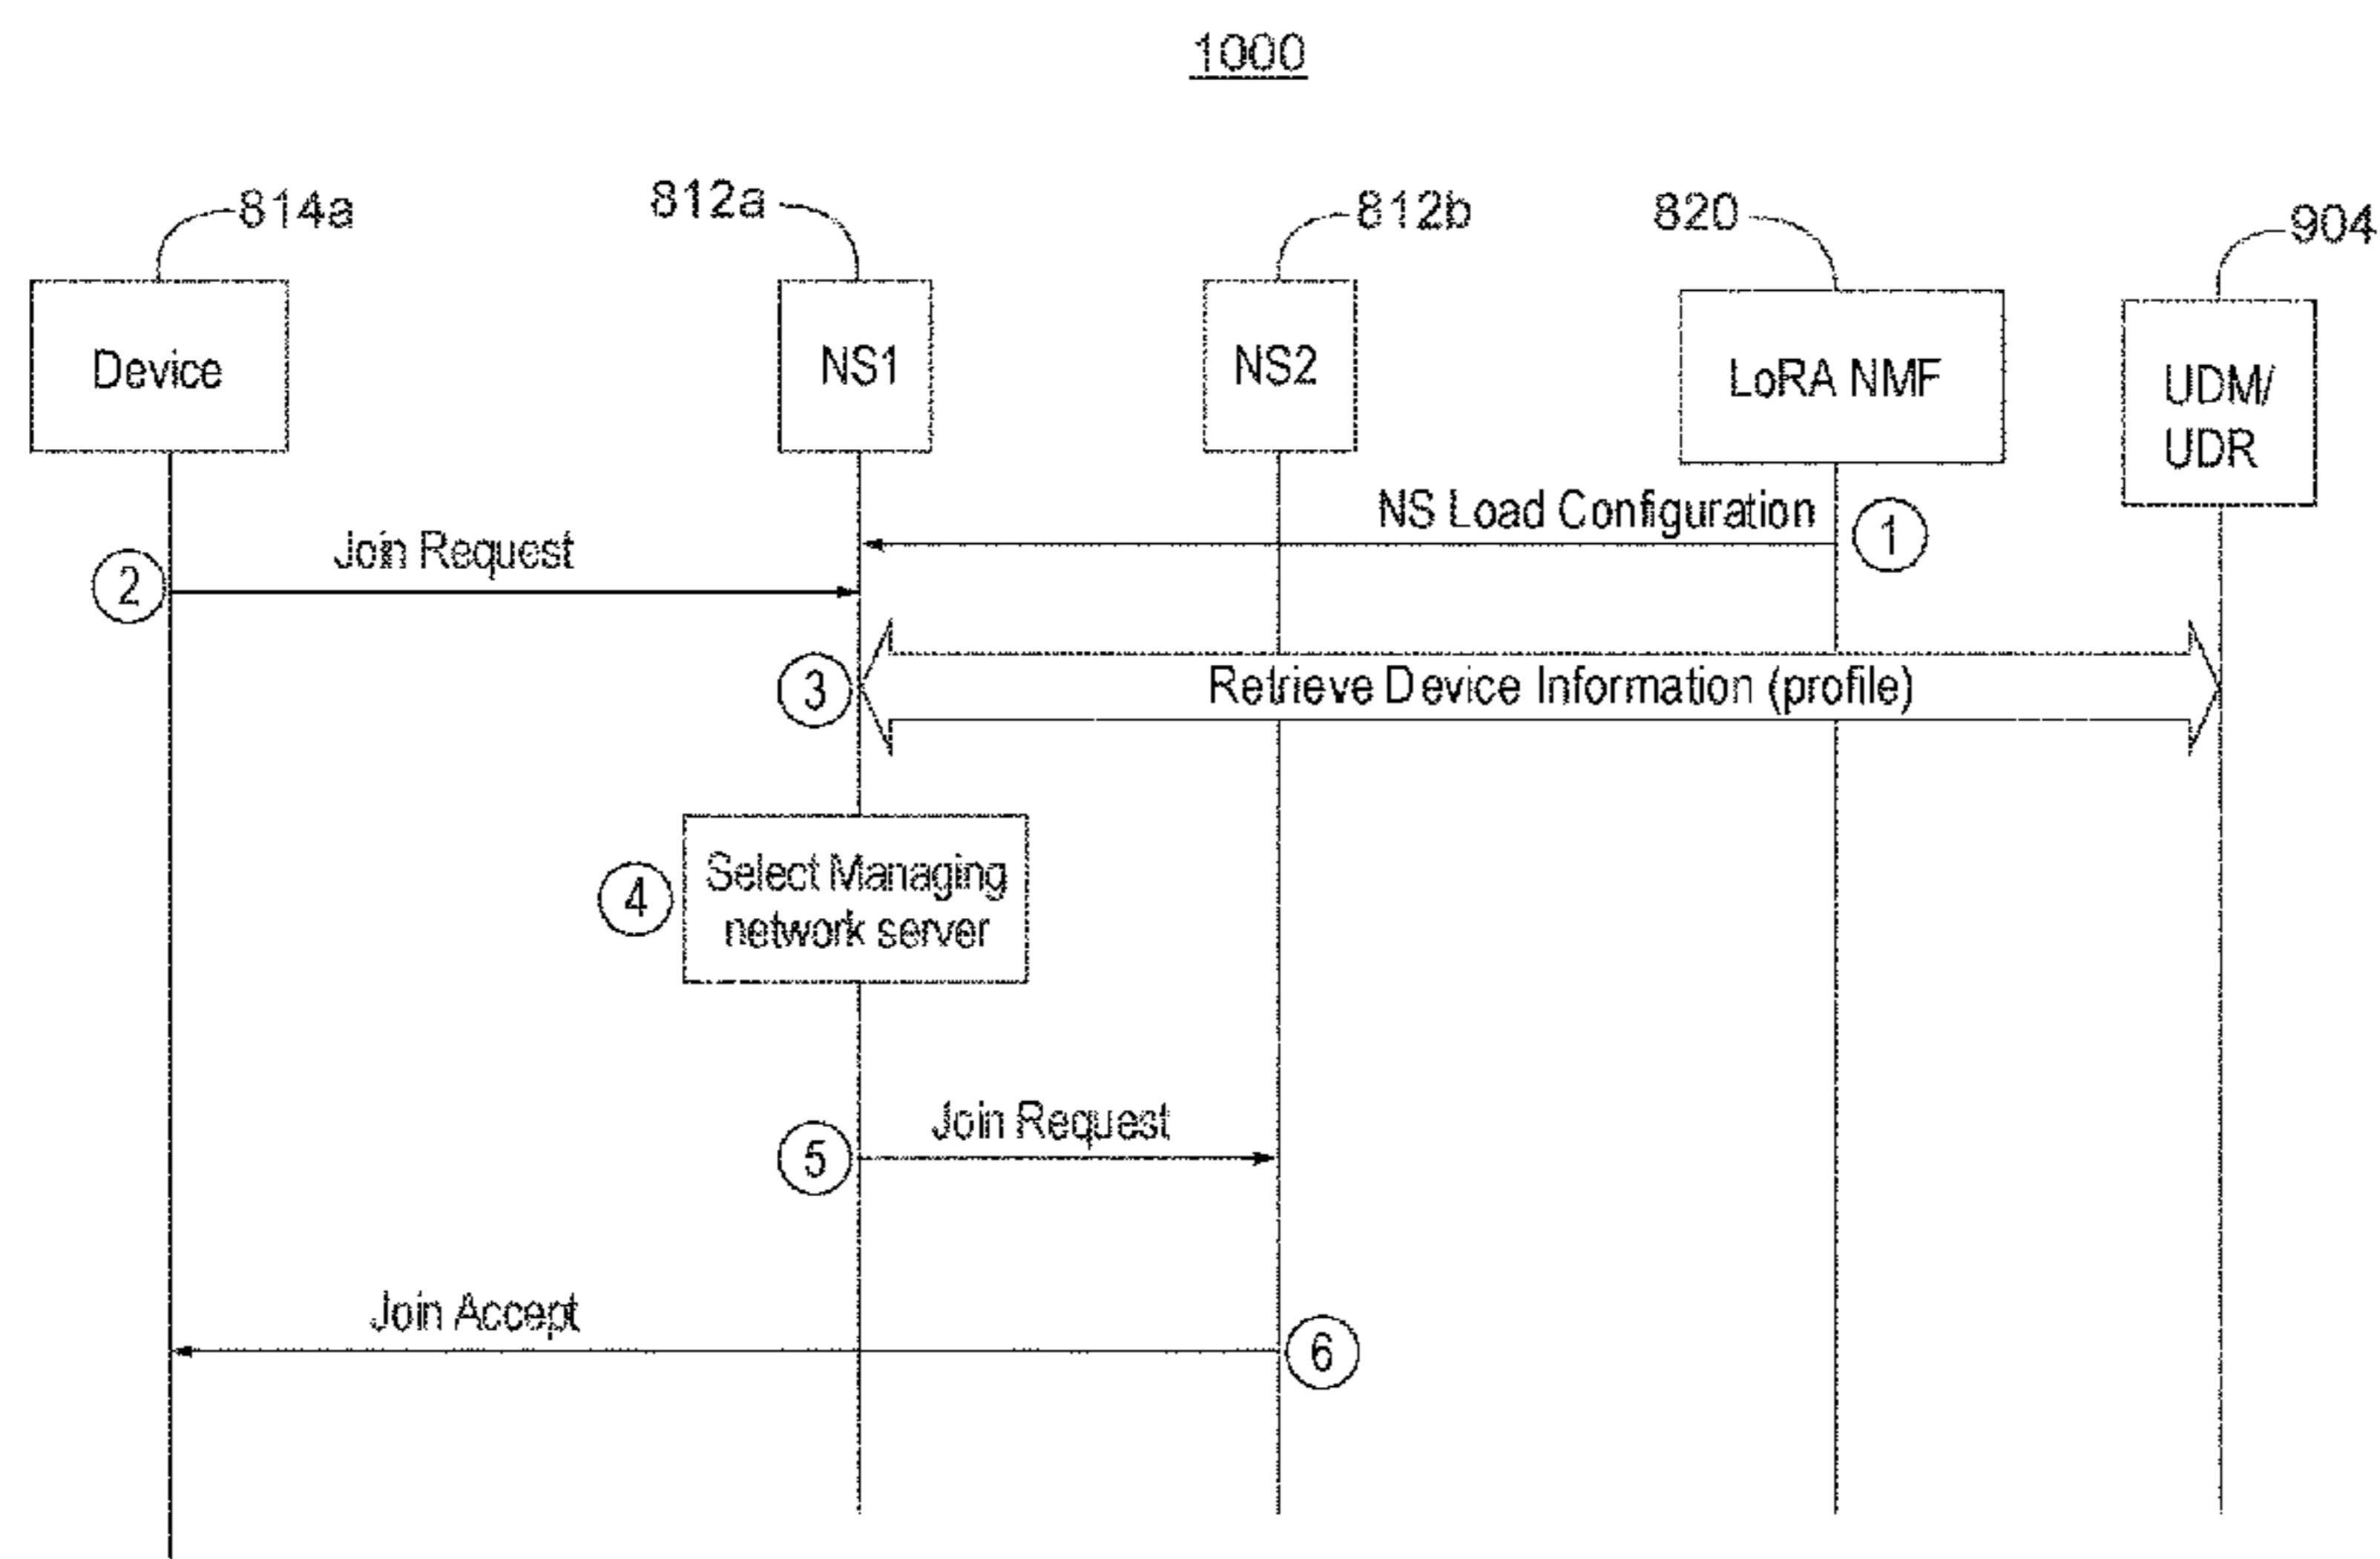 1000
814a
812a
812b
820
904
Device
NS1
NS2
LoRA NMF
UDM/
UDR
NS Load Configuration
1
Join Request
2
Retrieve Device Information (profile)
3
Select Managing
network server
4
Join Request
5
Join Accept
6